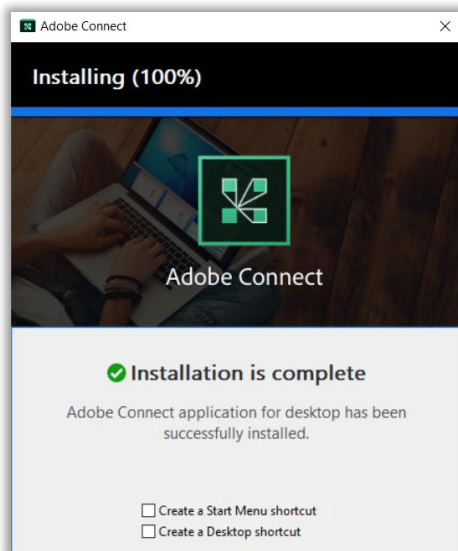 Adobe Connect
Installing (100%)
Adobe Connect
Installation is complete
Adobe Connect application for desktop has been
successfully installed.
Create a Start Menu shortcut
Create a Desktop shortcut